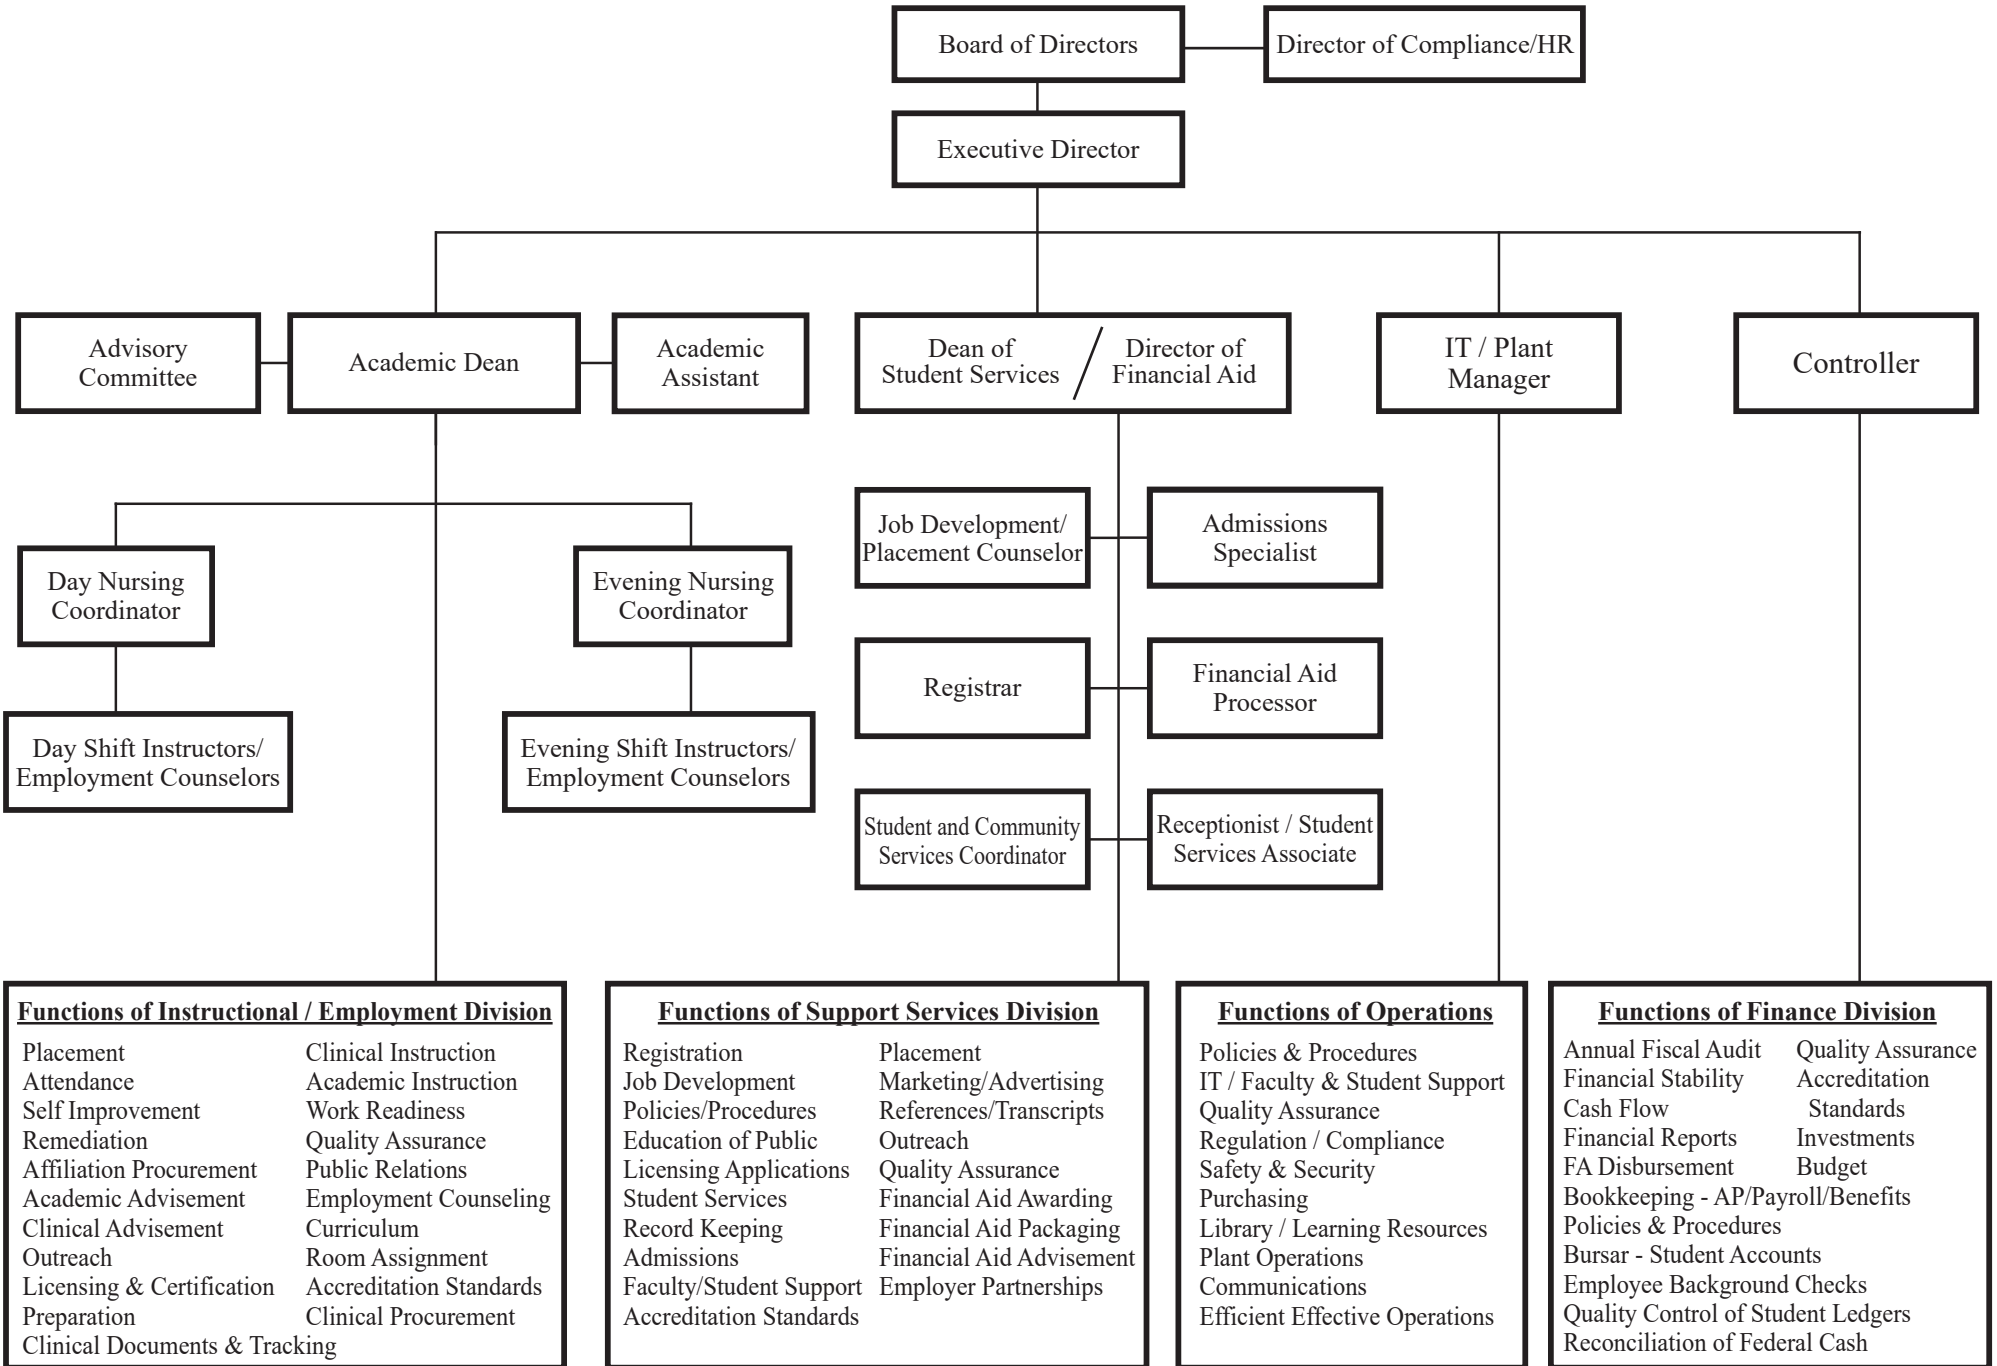 Board of Directors
Director of Compliance/HR
Executive Director
Advisory
Committee
Academic Dean
Academic
Assistant
Dean of
Student Services
/
Director of
Financial Aid
IT / Plant
Manager
Controller
Job Development/
Placement Counselor
Admissions
Specialist
Day Nursing
Coordinator
Evening Nursing
Coordinator
Registrar
Financial Aid
Processor
Day Shift Instructors/
Employment Counselors
Evening Shift Instructors/
Employment Counselors
Student and Community
Services Coordinator
Receptionist / Student
Services Associate
Functions of Instructional / Employment Division
Placement
Attendance
Self Improvement
Remediation
Affiliation Procurement
Academic Advisement
Clinical Advisement
Outreach
Licensing & Certification
Preparation
Clinical Documents & Tracking
Clinical Instruction
Academic Instruction
Work Readiness
Quality Assurance
Public Relations
Employment Counseling
Curriculum
Room Assignment
Accreditation Standards
Clinical Procurement
Functions of Support Services Division
Registration
Job Development
Policies/Procedures
Education of Public
Licensing Applications
Student Services
Record Keeping
Admissions
Faculty/Student Support
Accreditation Standards
Placement
Marketing/Advertising
References/Transcripts
Outreach
Quality Assurance
Financial Aid Awarding
Financial Aid Packaging
Financial Aid Advisement
Employer Partnerships
Functions of Operations
Policies & Procedures
IT / Faculty & Student Support
Quality Assurance
Regulation / Compliance
Safety & Security
Purchasing
Library / Learning Resources
Plant Operations
Communications
Efficient Effective Operations
Functions of Finance Division
Annual Fiscal Audit
Financial Stability
Cash Flow
Financial Reports
FA Disbursement
Quality Assurance
Accreditation
Standards
Investments
Budget
Bookkeeping - AP/Payroll/Benefits
Policies & Procedures
Bursar - Student Accounts
Employee Background Checks
Quality Control of Student Ledgers
Reconciliation of Federal Cash